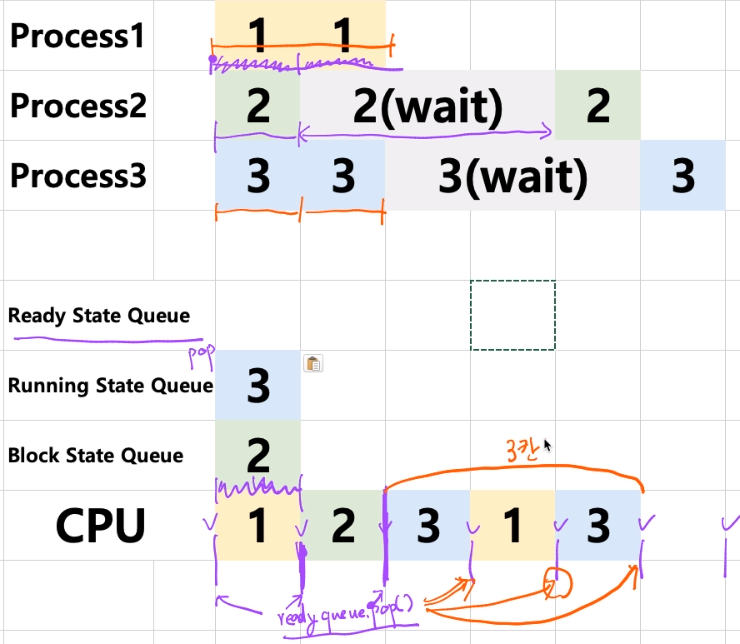 Process1 1 1
Process2 2 2(wait) 2
Process3 3 3 3(wait) 3
Ready State Queue
pop
Running State Queue 3
Block State Queue 2
3칸
CPU 1 2 3 1 3
ready queue.pop()